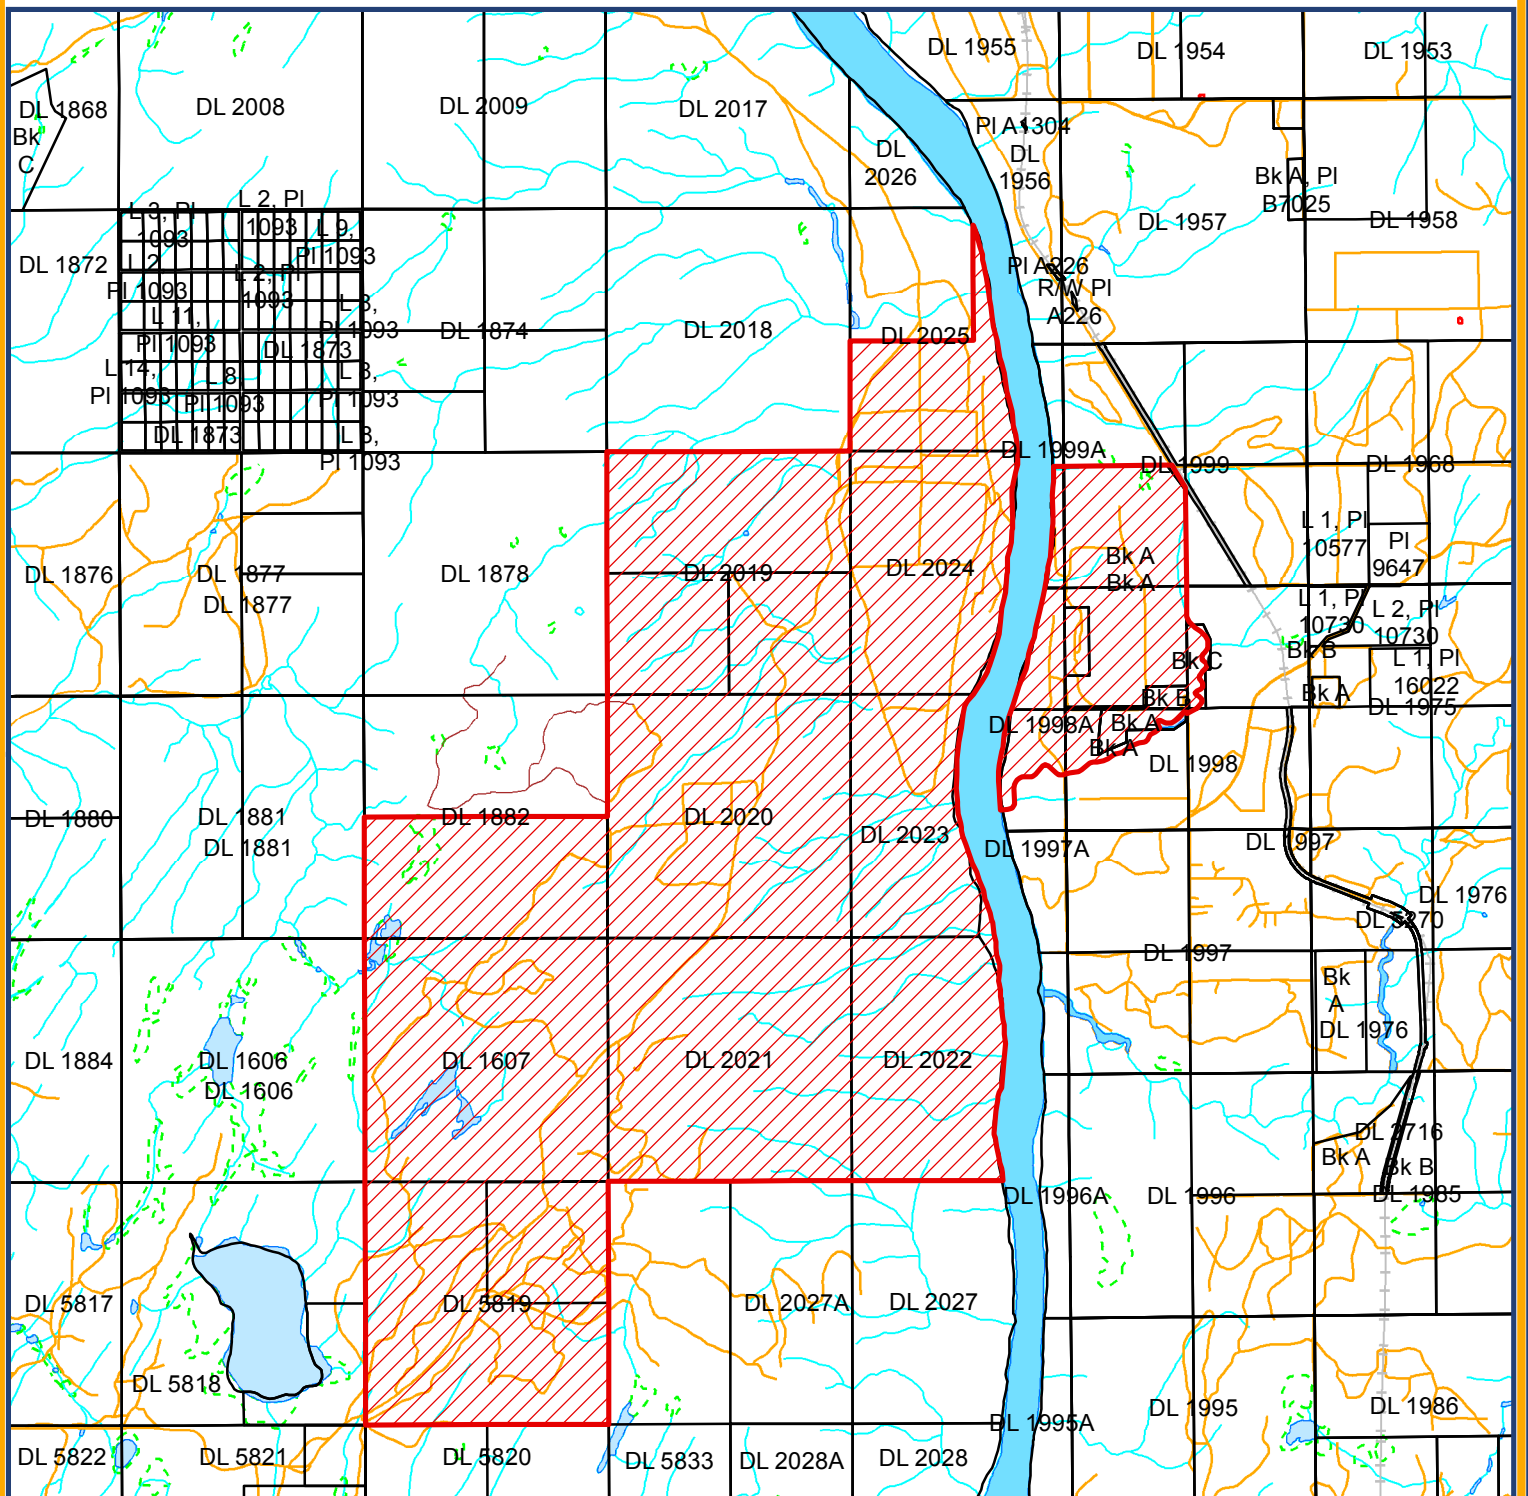 DL 1955
DL 1954
DL 1953
DL 1868
Bk
C
DL 2008
DL 2009
DL 2017
DL
2026
Pl A1304
DL
1956
Bk A, Pl
B7025
DL 1957
DL 1958
L 3, Pl
1093
L 2, Pl
1093
L 9,
Pl 1093
DL 1872
L 2,
Pl 1093
L 2, Pl
1093
L 3,
Pl 1093
L 11,
Pl 1093
DL 1873
DL 1874
DL 2018
DL 2025
Pl A226
R/W Pl
A226
L 14,
Pl 1093
L 8,
Pl 1093
L 3,
Pl 1093
DL 1873
L 3,
Pl 1093
DL 1999A
DL 1999
DL 1968
L 1, Pl
10577
Pl
9647
DL 1876
DL 1877
DL 1877
DL 1878
DL 2019
DL 2024
Bk A
Bk A
L 1, Pl
10730
L 2, Pl
10730
Bk B
L 1, Pl
16022
Bk C
Bk B
Bk A
DL 1975
DL 1998A
Bk A
Bk A
DL 1998
DL 1880
DL 1881
DL 1881
DL 1882
DL 2020
DL 2023
DL 1997A
DL 1997
DL 1976
DL 5270
DL 1997
Bk
A
DL 1976
DL 1884
DL 1606
DL 1606
DL 1607
DL 2021
DL 2022
DL 3716
Bk A
Bk B
DL 1985
DL 1996A
DL 1996
DL 5817
DL 5819
DL 2027A
DL 2027
DL 5818
DL 1995A
DL 1995
DL 1986
DL 5822
DL 5821
DL 5820
DL 5833
DL 2028A
DL 2028